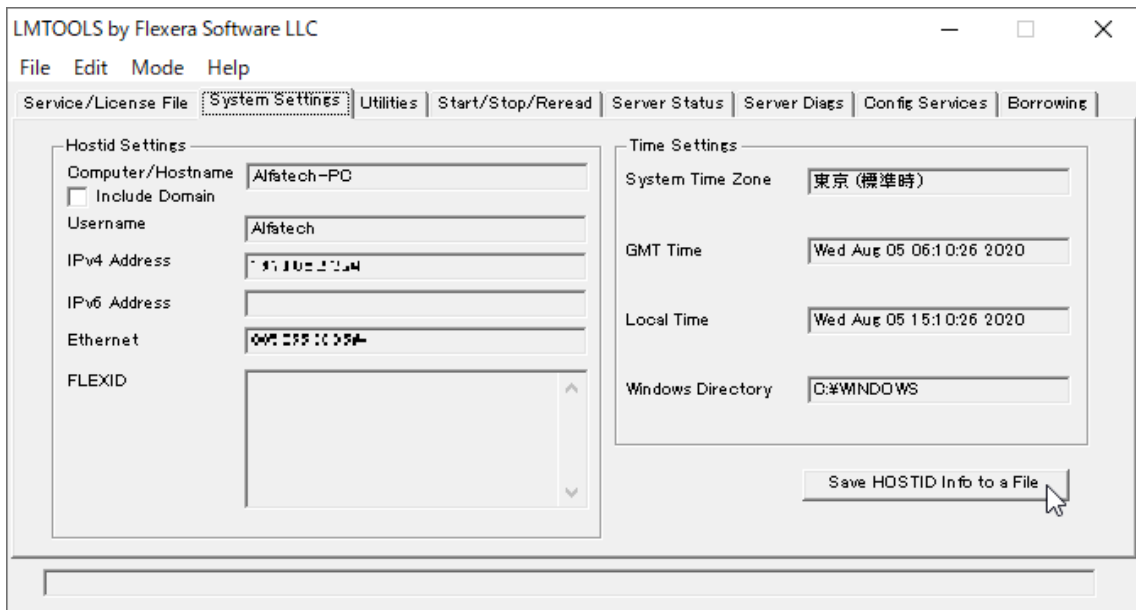 LMTOOLS by Flexera Software LLC
File Edit Mode Help
Service/License File System Settings Utilities Start/Stop/Reread Server Status Server Diags Config Services Borrowing
Hostid Settings
Computer/Hostname Alfatech-PC
Include Domain
Username Alfatech
IPv4 Address
IPv6 Address
Ethernet
FLEXID
Time Settings
System Time Zone 東京 (標準時)
GMT Time Wed Aug 05 06:10:26 2020
Local Time Wed Aug 05 15:10:26 2020
Windows Directory C:¥WINDOWS
Save HOSTID Info to a File